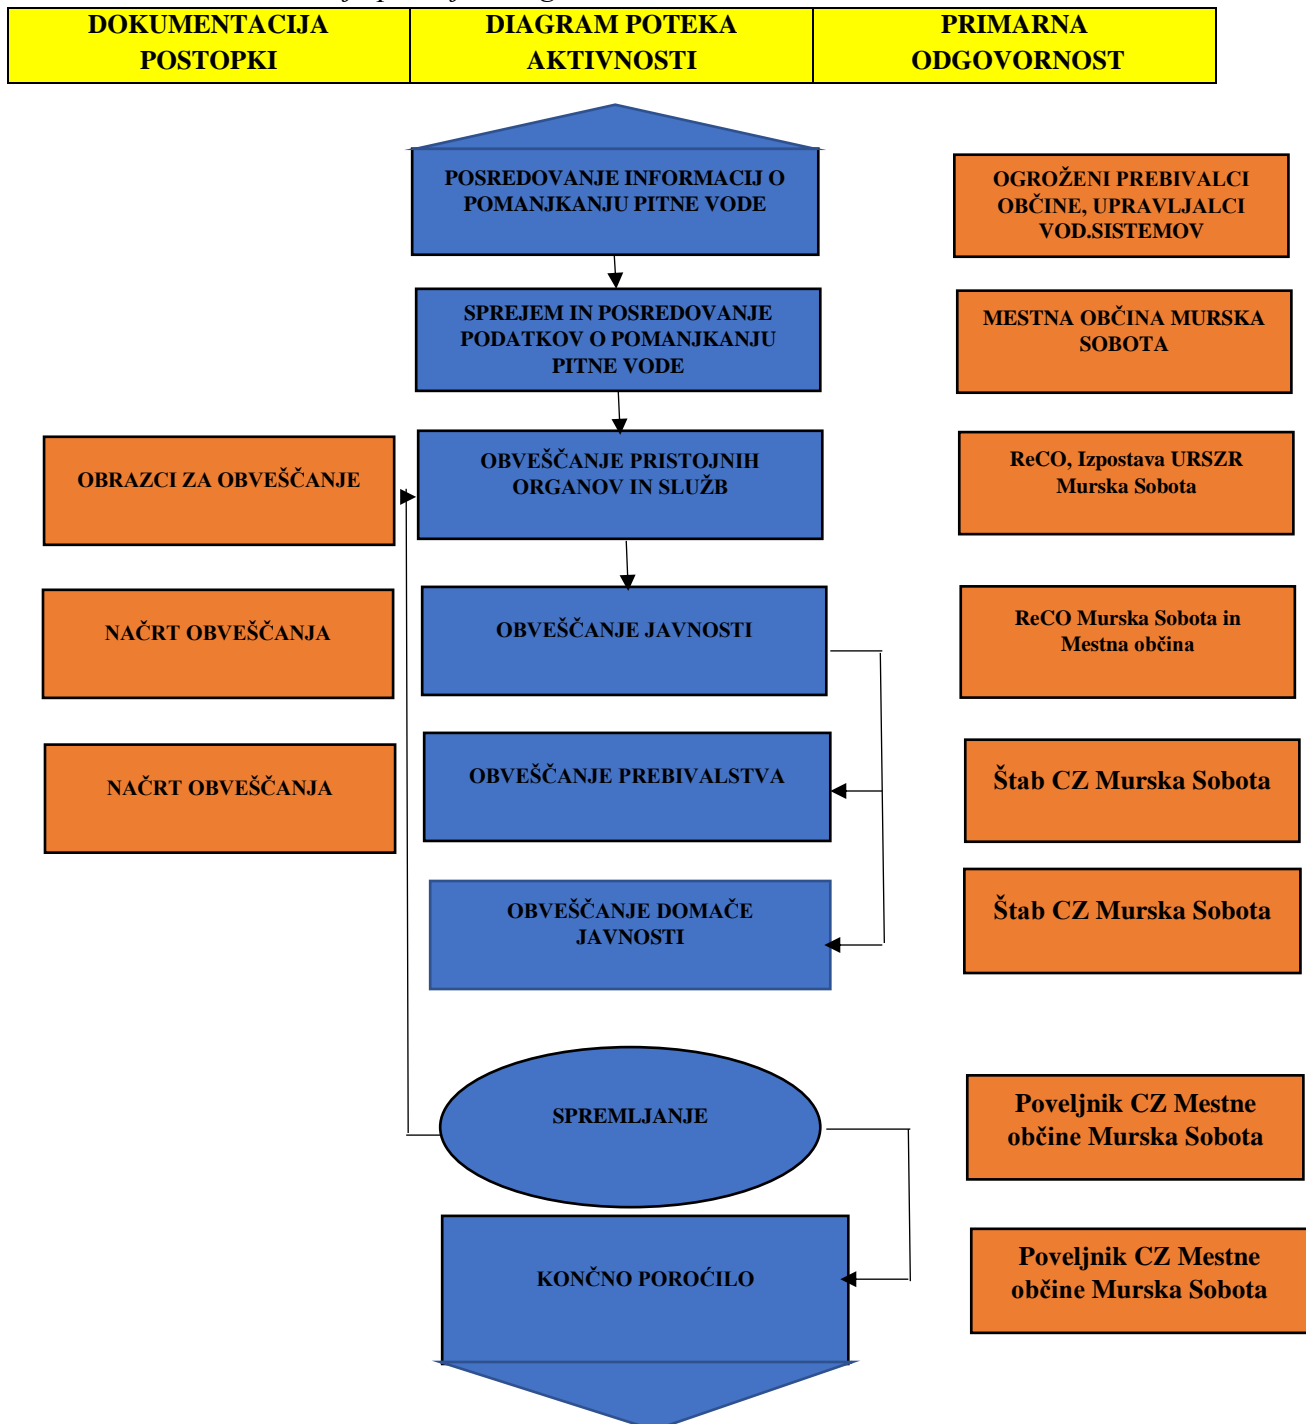 DOKUMENTACIJA
POSTOPKI
DIAGRAM POTEKA
AKTIVNOSTI
PRIMARNA
ODGOVORNOST
POSREDOVANJE INFORMACIJ O
POMANJKANJU PITNE VODE
OGROŽENI PREBIVALCI
OBČINE, UPRAVLJALCI
VOD.SISTEMOV
SPREJEM IN POSREDOVANJE
PODATKOV O POMANJKANJU
PITNE VODE
MESTNA OBČINA MURSKA
SOBOTA
OBRAZCI ZA OBVEŠČANJE
OBVEŠČANJE PRISTOJNIH
ORGANOV IN SLUŽB
ReCO, Izpostava URSZR
Murska Sobota
NAČRT OBVEŠČANJA
OBVEŠČANJE JAVNOSTI
ReCO Murska Sobota in
Mestna občina
NAČRT OBVEŠČANJA
OBVEŠČANJE PREBIVALSTVA
Štab CZ Murska Sobota
OBVEŠČANJE DOMAČE
JAVNOSTI
Štab CZ Murska Sobota
SPREMLJANJE
Poveljnik CZ Mestne
občine Murska Sobota
KONČNO POROĆILO
Poveljnik CZ Mestne
občine Murska Sobota